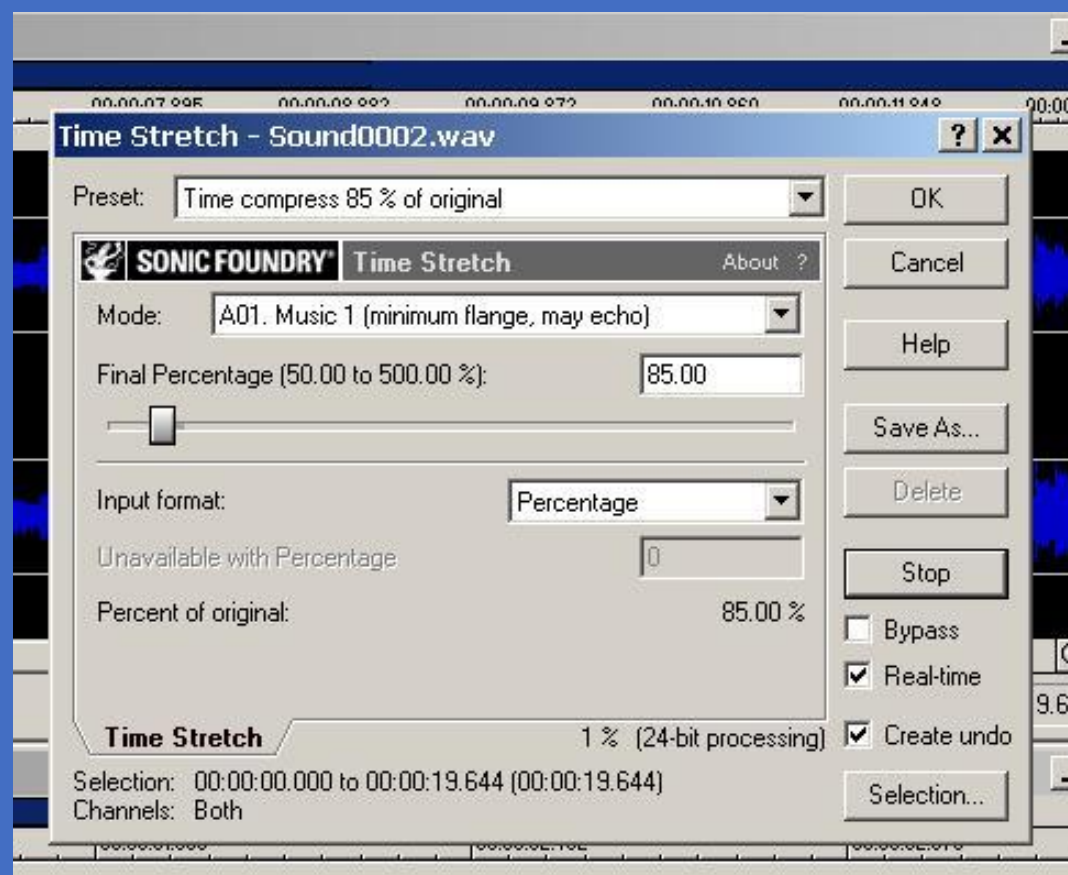 Time Stretch - Sound0002.wav
Preset: Time compress 85 % of original
OK
SONIC FOUNDRY® Time Stretch About ?
Cancel
Mode: A01. Music 1 (minimum flange, may echo)
Help
Final Percentage (50.00 to 500.00 %): 85.00
Save As...
Input format: Percentage
Delete
Unavailable with Percentage 0
Stop
Percent of original: 85.00 %
Bypass
Real-time
Time Stretch 1 % (24-bit processing)
Create undo
Selection: 00:00:00.000 to 00:00:19.644 (00:00:19.644)
Channels: Both
Selection...